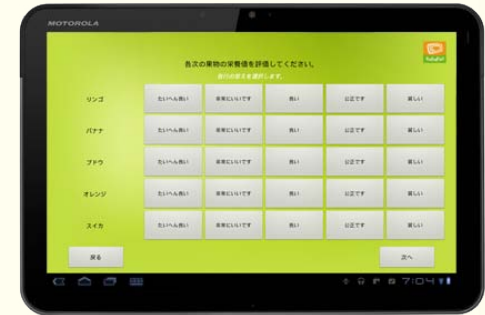 MOTOROLA
各次の果物の栄養値を評価してください。
各行の答えを選択します。
リンゴ たいへん良い 非常にいいです 良い 公正です 貧しい
バナナ たいへん良い 非常にいいです 良い 公正です 貧しい
ブドウ たいへん良い 非常にいいです 良い 公正です 貧しい
オレンジ たいへん良い 非常にいいです 良い 公正です 貧しい
スイカ たいへん良い 非常にいいです 良い 公正です 貧しい
戻る 次へ
7:04